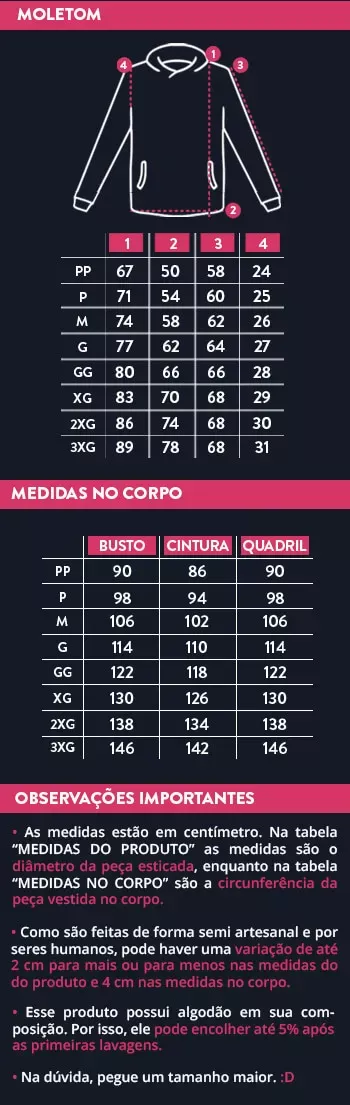 MOLETOM
1
4
3
2
1 2 3 4
PP 67 50 58 24
P 71 54 60 25
M 74 58 62 26
G 77 62 64 27
GG 80 66 66 28
XG 83 70 68 29
2XG 86 74 68 30
3XG 89 78 68 31
MEDIDAS NO CORPO
BUSTO CINTURA QUADRIL
PP 90 86 90
P 98 94 98
M 106 102 106
G 114 110 114
GG 122 118 122
XG 130 126 130
2XG 138 134 138
3XG 146 142 146
OBSERVAÇÕES IMPORTANTES
• As medidas estão em centímetro. Na tabela
“MEDIDAS DO PRODUTO” as medidas são o
diâmetro da peça esticada, enquanto na tabela
“MEDIDAS NO CORPO” são a circunferência da
peça vestida no corpo.
• Como são feitas de forma semi artesanal e por
seres humanos, pode haver uma variação de até
2 cm para mais ou para menos nas medidas do
do produto e 4 cm nas medidas no corpo.
• Esse produto possui algodão em sua com-
posição. Por isso, ele pode encolher até 5% após
as primeiras lavagens.
• Na dúvida, pegue um tamanho maior. :D